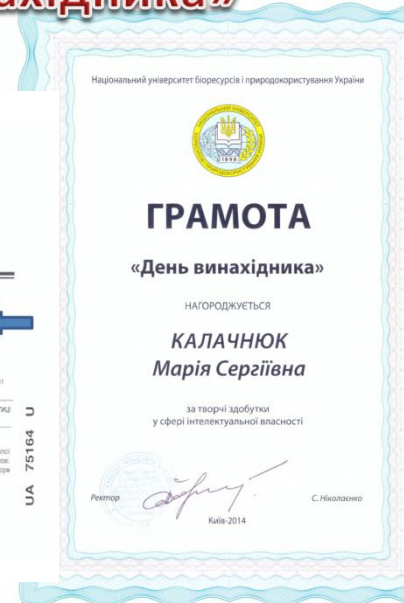 Національний університет біоресурсів і природокористування України
1898
ГРАМОТА
«День винахідника»
НАГОРОДЖУЄТЬСЯ
КАЛАЧНЮК
Марія Сергіївна
за творчі здобутки
у сфері інтелектуальної власності
Ректор
С. Ніколаєнко
Київ-2014
UA 75164 U